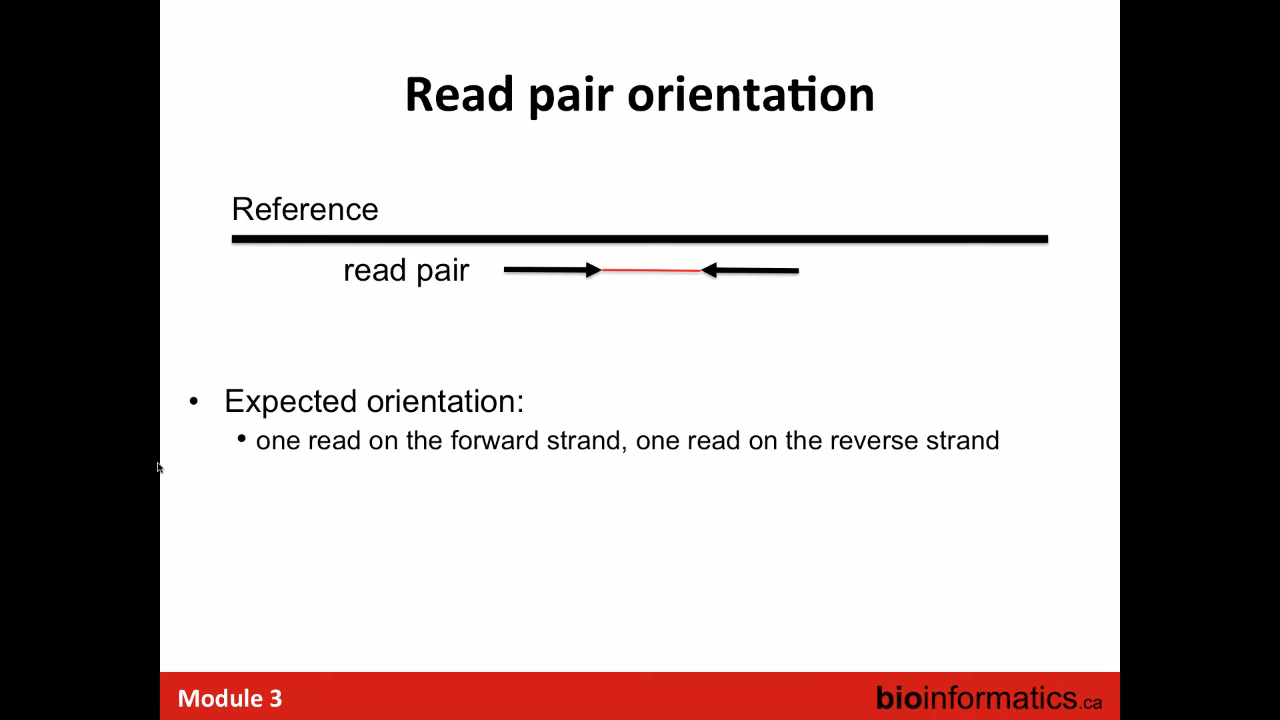 Read pair orientation
Reference
read pair
• Expected orientation:
• one read on the forward strand, one read on the reverse strand
Module 3
bioinformatics.ca